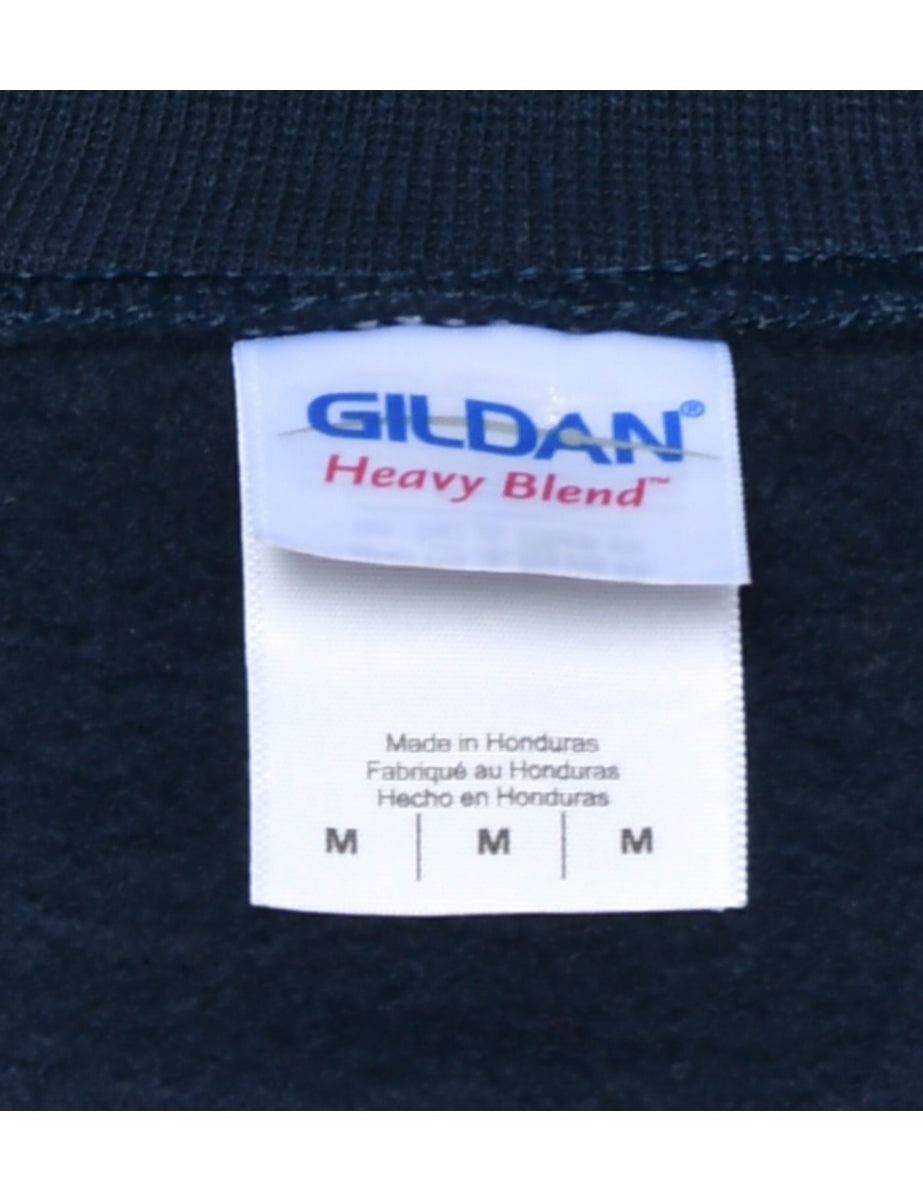 GILDAN®
Heavy Blend™
Made in Honduras
Fabriqué au Honduras
Hecho en Honduras
M | M | M